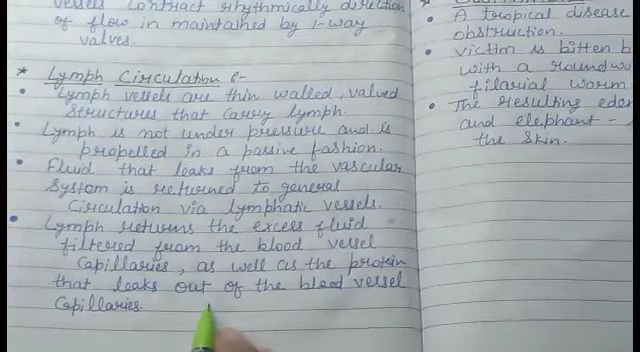 vessels contract rhythmically direction
of flow in maintained by 1-way
valves.
* Lymph Circulation :-
• Lymph vessels are thin walled, valved
structures that carry lymph.
• Lymph is not under pressure and is
propelled in a passive fashion.
• Fluid that leaks from the vascular
system is returned to general
Circulation via lymphatic vessels.
• Lymph returns the excess fluid
filtered from the blood vessel
Capillaries, as well as the protein
that leaks out of the blood vessel
Capillaries.
• A tropical disease
obstruction.
• victim is bitten b
with a roundwo
filarial worm
• The resulting ede
and elephant-
the skin.